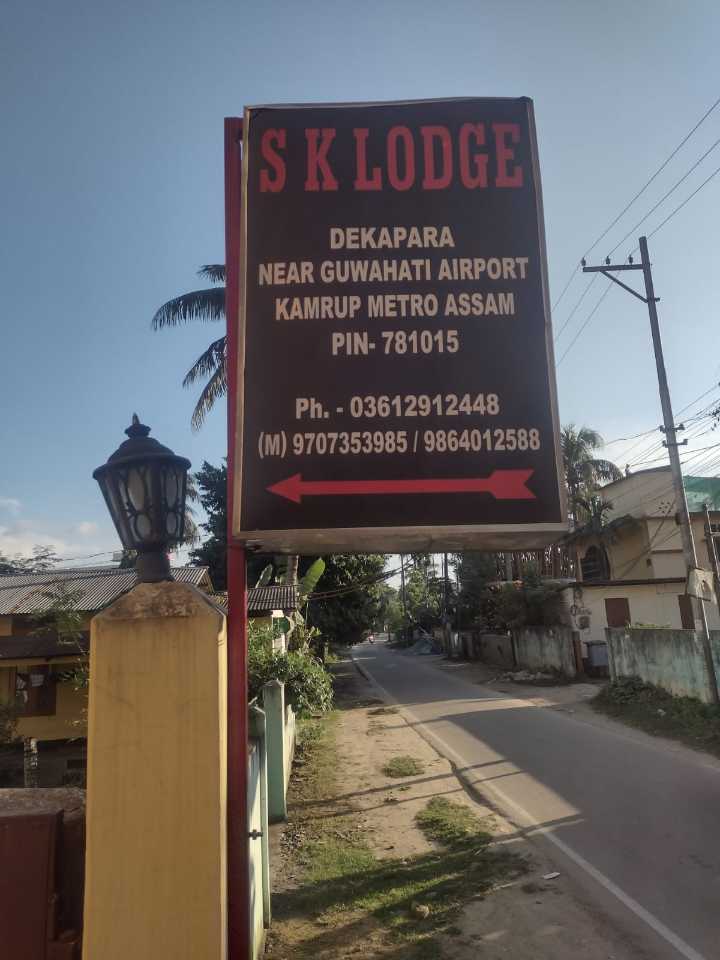 S K LODGE
DEKAPARA
NEAR GUWAHATI AIRPORT
KAMRUP METRO ASSAM
PIN- 781015
Ph. - 03612912448
(M) 9707353985 / 9864012588